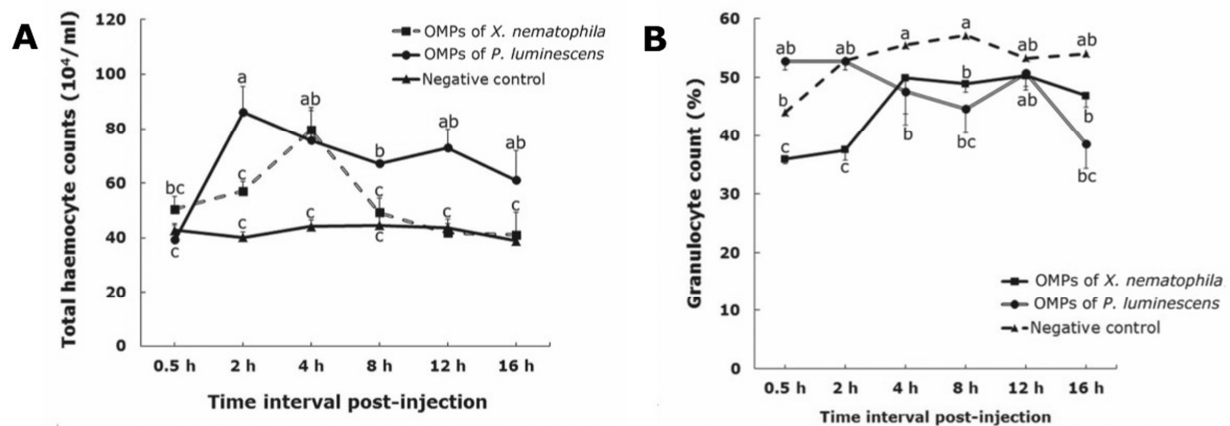 A
Total haemocyte counts (10⁴/ml)
120
100
80
60
40
20
0
OMPs of X. nematophila
OMPs of P. luminescens
Negative control
a
ab
ab
ab
b
bc
c
c
c
c
c
c
c
c
c
0.5 h 2 h 4 h 8 h 12 h 16 h
Time interval post-injection
B
Granulocyte count (%)
60
50
40
30
20
10
0
ab
ab
a
a
ab
ab
b
b
ab
b
c
c
b
bc
bc
OMPs of X. nematophila
OMPs of P. luminescens
Negative control
0.5 h 2 h 4 h 8 h 12 h 16 h
Time interval post-injection